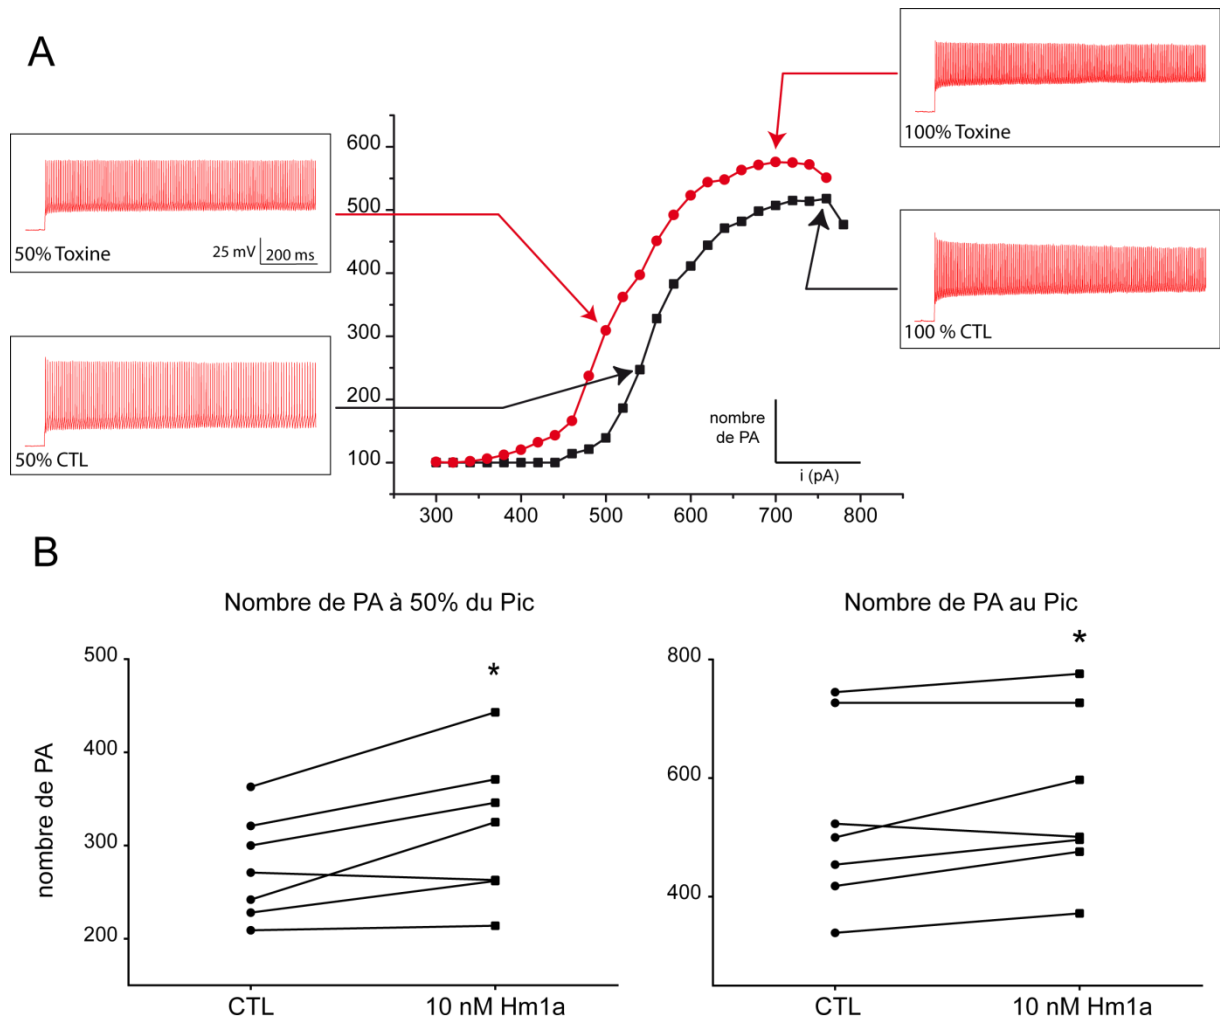 A
50% Toxine
25 mV
200 ms
50% CTL
100% Toxine
100 % CTL
600
500
400
300
200
100
nombre
de PA
i (pA)
300
400
500
600
700
800
B
Nombre de PA à 50% du Pic
nombre de PA
500
400
300
200
*
CTL
10 nM Hm1a
Nombre de PA au Pic
800
600
400
*
CTL
10 nM Hm1a